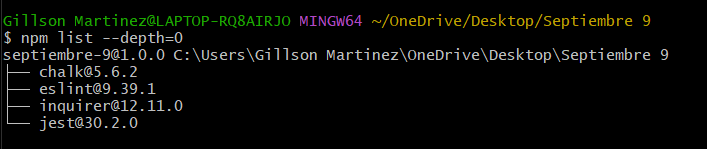 Gillson Martinez@LAPTOP-RQ8AIRJO MINGW64 ~/OneDrive/Desktop/Septiembre 9
$ npm list --depth=0
septiembre-9@1.0.0 C:\Users\Gillson Martinez\OneDrive\Desktop\Septiembre 9
├── chalk@5.6.2
├── eslint@9.39.1
├── inquirer@12.11.0
└── jest@30.2.0